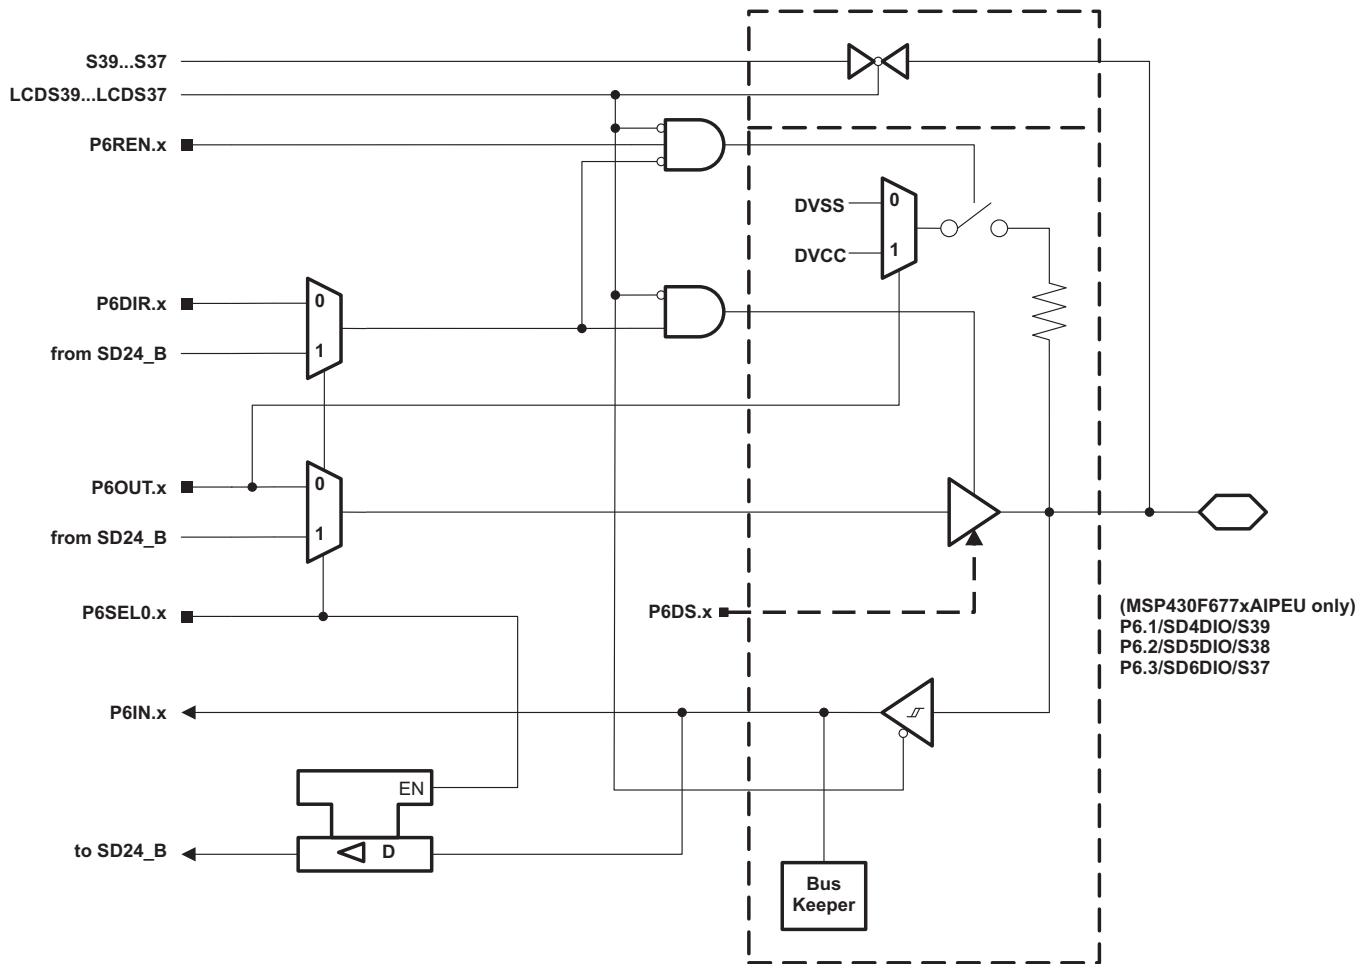 S39...S37
LCDS39...LCDS37
P6REN.x
DVSS
0
DVCC
1
P6DIR.x
0
from SD24_B
1
P6OUT.x
0
from SD24_B
1
P6SEL0.x
P6DS.x
(MSP430F677xAIPEU only)
P6.1/SD4DIO/S39
P6.2/SD5DIO/S38
P6.3/SD6DIO/S37
P6IN.x
EN
to SD24_B
D
Bus
Keeper